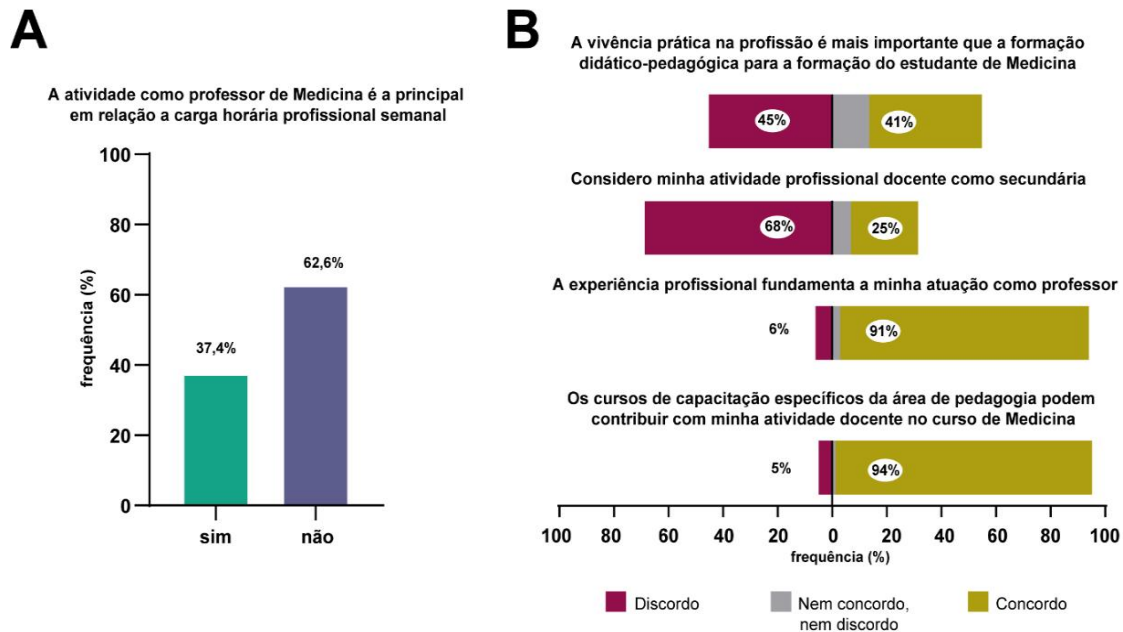 A
A atividade como professor de Medicina é a principal
em relação a carga horária profissional semanal
frequência (%)
100
80
60
40
20
0
37,4%
62,6%
sim
não
B
A vivência prática na profissão é mais importante que a formação
didático-pedagógica para a formação do estudante de Medicina
45%
41%
Considero minha atividade profissional docente como secundária
68%
25%
A experiência profissional fundamenta a minha atuação como professor
6%
91%
Os cursos de capacitação específicos da área de pedagogia podem
contribuir com minha atividade docente no curso de Medicina
5%
94%
100 80 60 40 20 0 20 40 60 80 100
frequência (%)
Discordo
Nem concordo,
nem discordo
Concordo